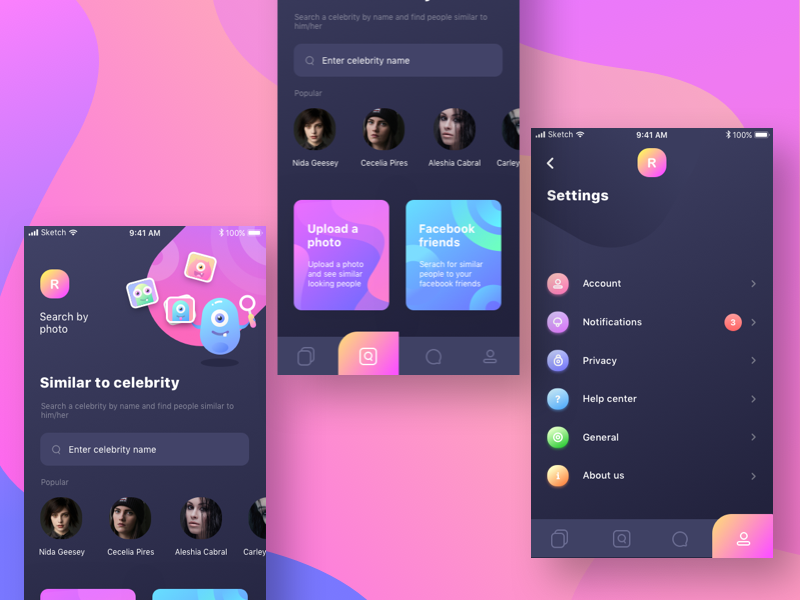 Sketch
9:41 AM
100%
R
Search by
photo
Similar to celebrity
Search a celebrity by name and find people similar to
him/her
Enter celebrity name
Popular
Nida Geesey
Cecelia Pires
Aleshia Cabral
Carley
Search a celebrity by name and find people similar to
him/her
Enter celebrity name
Popular
Nida Geesey
Cecelia Pires
Aleshia Cabral
Carley
Upload a
photo
Upload a photo
and see similar
looking people
Facebook
friends
Serach for similar
people to your
facebook friends
Sketch
9:41 AM
100%
R
Settings
Account
Notifications
3
Privacy
? Help center
General
i About us